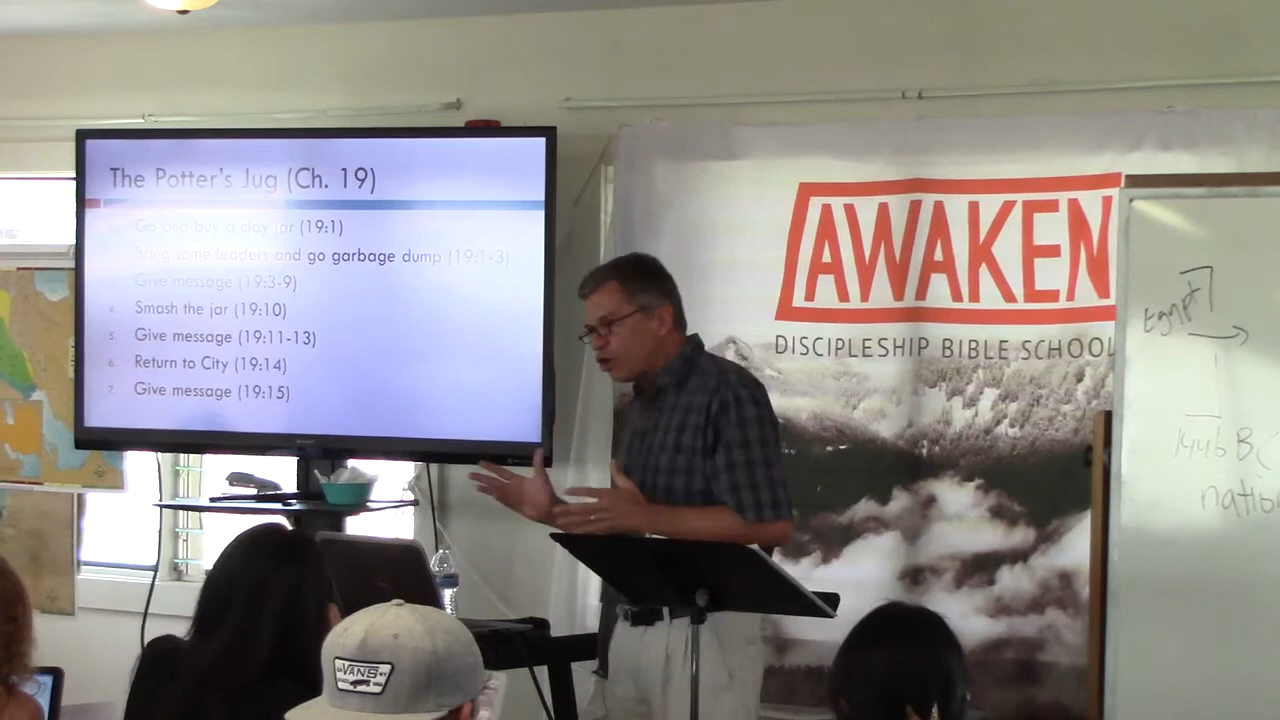 The Potter's Jug (Ch. 19)
Go and buy a clay jar (19:1)
Bring some leaders and go garbage dump (19:1-3)
Give message (19:3-9)
4. Smash the jar (19:10)
5. Give message (19:11-13)
6. Return to City (19:14)
7. Give message (19:15)
AWAKEN
DISCIPLESHIP BIBLE SCHOOL
Egypt
1446 B
natio
VANS